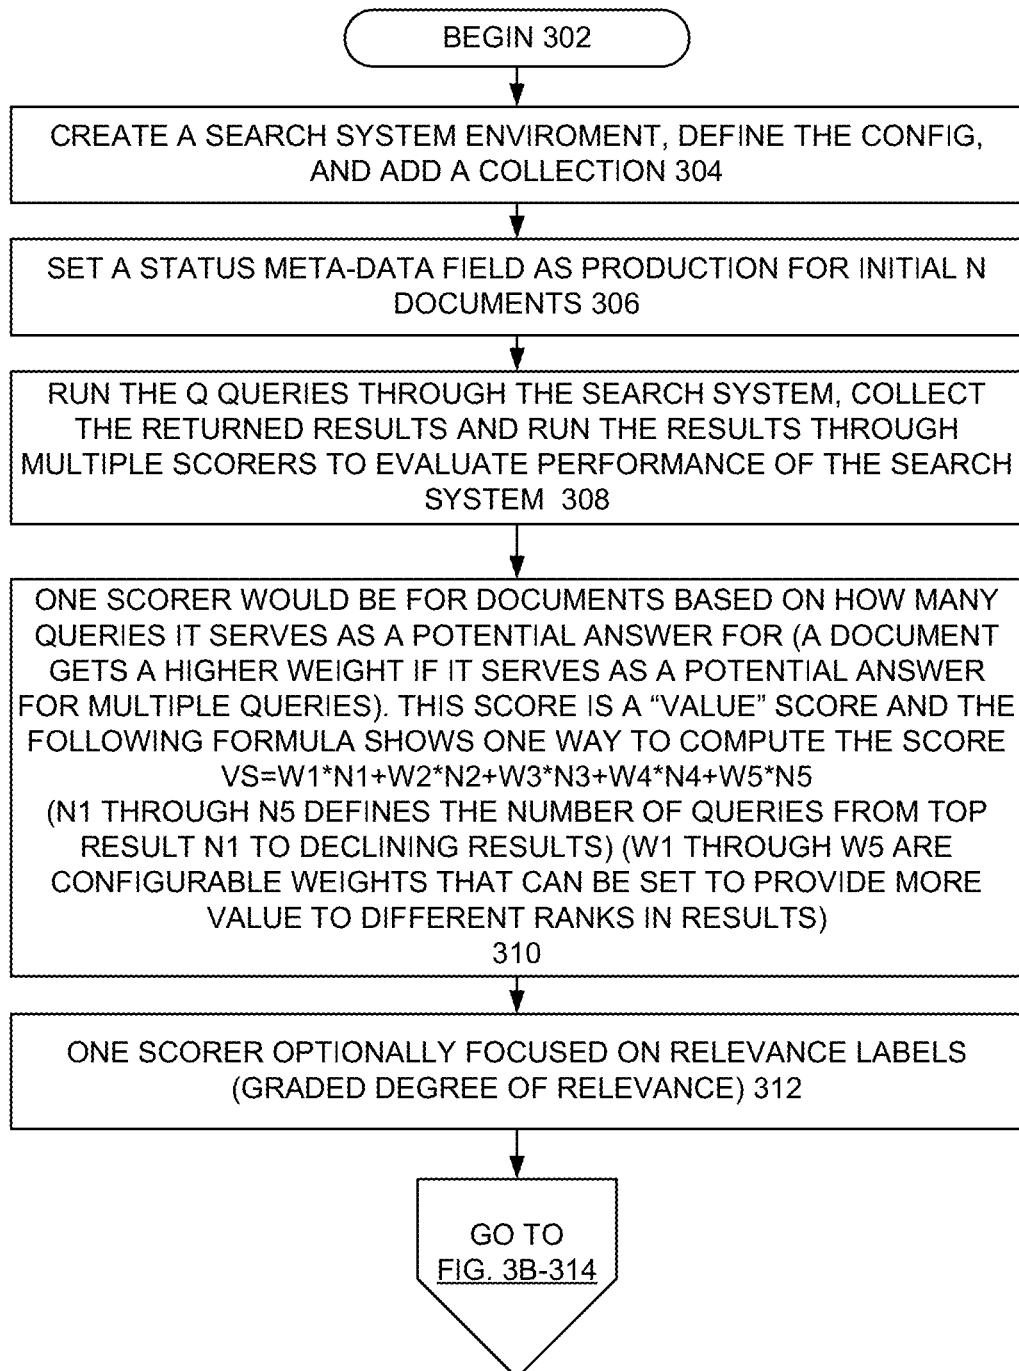 BEGIN 302
CREATE A SEARCH SYSTEM ENVIROMENT, DEFINE THE CONFIG,
AND ADD A COLLECTION 304
SET A STATUS META-DATA FIELD AS PRODUCTION FOR INITIAL N
DOCUMENTS 306
RUN THE Q QUERIES THROUGH THE SEARCH SYSTEM, COLLECT
THE RETURNED RESULTS AND RUN THE RESULTS THROUGH
MULTIPLE SCORERS TO EVALUATE PERFORMANCE OF THE SEARCH
SYSTEM 308
ONE SCORER WOULD BE FOR DOCUMENTS BASED ON HOW MANY
QUERIES IT SERVES AS A POTENTIAL ANSWER FOR (A DOCUMENT
GETS A HIGHER WEIGHT IF IT SERVES AS A POTENTIAL ANSWER
FOR MULTIPLE QUERIES). THIS SCORE IS A “VALUE” SCORE AND THE
FOLLOWING FORMULA SHOWS ONE WAY TO COMPUTE THE SCORE
VS=W1*N1+W2*N2+W3*N3+W4*N4+W5*N5
(N1 THROUGH N5 DEFINES THE NUMBER OF QUERIES FROM TOP
RESULT N1 TO DECLINING RESULTS) (W1 THROUGH W5 ARE
CONFIGURABLE WEIGHTS THAT CAN BE SET TO PROVIDE MORE
VALUE TO DIFFERENT RANKS IN RESULTS)
310
ONE SCORER OPTIONALLY FOCUSED ON RELEVANCE LABELS
(GRADED DEGREE OF RELEVANCE) 312
GO TO
FIG. 3B-314